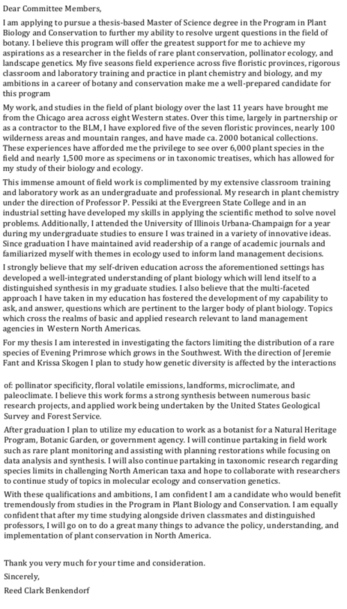 Dear Committee Members,
I am applying to pursue a thesis-based Master of Science degree in the Program in Plant
Biology and Conservation to further my ability to resolve urgent questions in the field of
botany. I believe this program will offer the greatest support for me to achieve my
aspirations as a researcher in the fields of rare plant conservation, pollinator ecology, and
landscape genetics. My five seasons field experience across five floristic provinces, rigorous
classroom and laboratory training and practice in plant chemistry and biology, and my
ambitions in a career of botany and conservation make me a well-prepared candidate for
this program
My work, and studies in the field of plant biology over the last 11 years have brought me
from the Chicago area across eight Western states. Over this time, largely in partnership or
as a contractor to the BLM, I have explored five of the seven floristic provinces, nearly 100
wilderness areas and mountain ranges, and have made ca. 2000 botanical collections.
These experiences have afforded me the privilege to see over 6,000 plant species in the
field and nearly 1,500 more as specimens or in taxonomic treatises, which has allowed for
my study of their biology and ecology.
This immense amount of field work is complimented by my extensive classroom training
and laboratory work as an undergraduate and professional. My research in plant chemistry
under the direction of Professor P. Pessiki at the Evergreen State College and in an
industrial setting have developed my skills in applying the scientific method to solve novel
problems. Additionally, I attended the University of Illinois Urbana-Champaign for a year
during my undergraduate studies to ensure I was trained in a variety of innovative ideas.
Since graduation I have maintained avid readership of a range of academic journals and
familiarized myself with themes in ecology used to inform land management decisions.
I strongly believe that my self-driven education across the aforementioned settings has
developed a well-integrated understanding of plant biology which will lend itself to a
distinguished synthesis in my graduate studies. I also believe that the multi-faceted
approach I have taken in my education has fostered the development of my capability to
ask, and answer, questions which are pertinent to the larger body of plant biology. Topics
which cross the realms of basic and applied research relevant to land management
agencies in Western North Americas.
For my thesis I am interested in investigating the factors limiting the distribution of a rare
species of Evening Primrose which grows in the Southwest. With the direction of Jeremie
Fant and Krissa Skogen I plan to study how genetic diversity is affected by the interactions
of: pollinator specificity, floral volatile emissions, landforms, microclimate, and
paleoclimate. I believe this work forms a strong synthesis between numerous basic
research projects, and applied work being undertaken by the United States Geological
Survey and Forest Service.
After graduation I plan to utilize my education to work as a botanist for a Natural Heritage
Program, Botanic Garden, or government agency. I will continue partaking in field work
such as rare plant monitoring and assisting with planning restorations while focusing on
data analysis and synthesis. I will also continue partaking in taxonomic research regarding
species limits in challenging North American taxa and hope to collaborate with researchers
to continue study of topics in molecular ecology and conservation genetics.
With these qualifications and ambitions, I am confident I am a candidate who would benefit
tremendously from studies in the Program in Plant Biology and Conservation. I am equally
confident that after my time studying alongside driven classmates and distinguished
professors, I will go on to do a great many things to advance the policy, understanding, and
implementation of plant conservation in North America.
Thank you very much for your time and consideration.
Sincerely,
Reed Clark Benkendorf